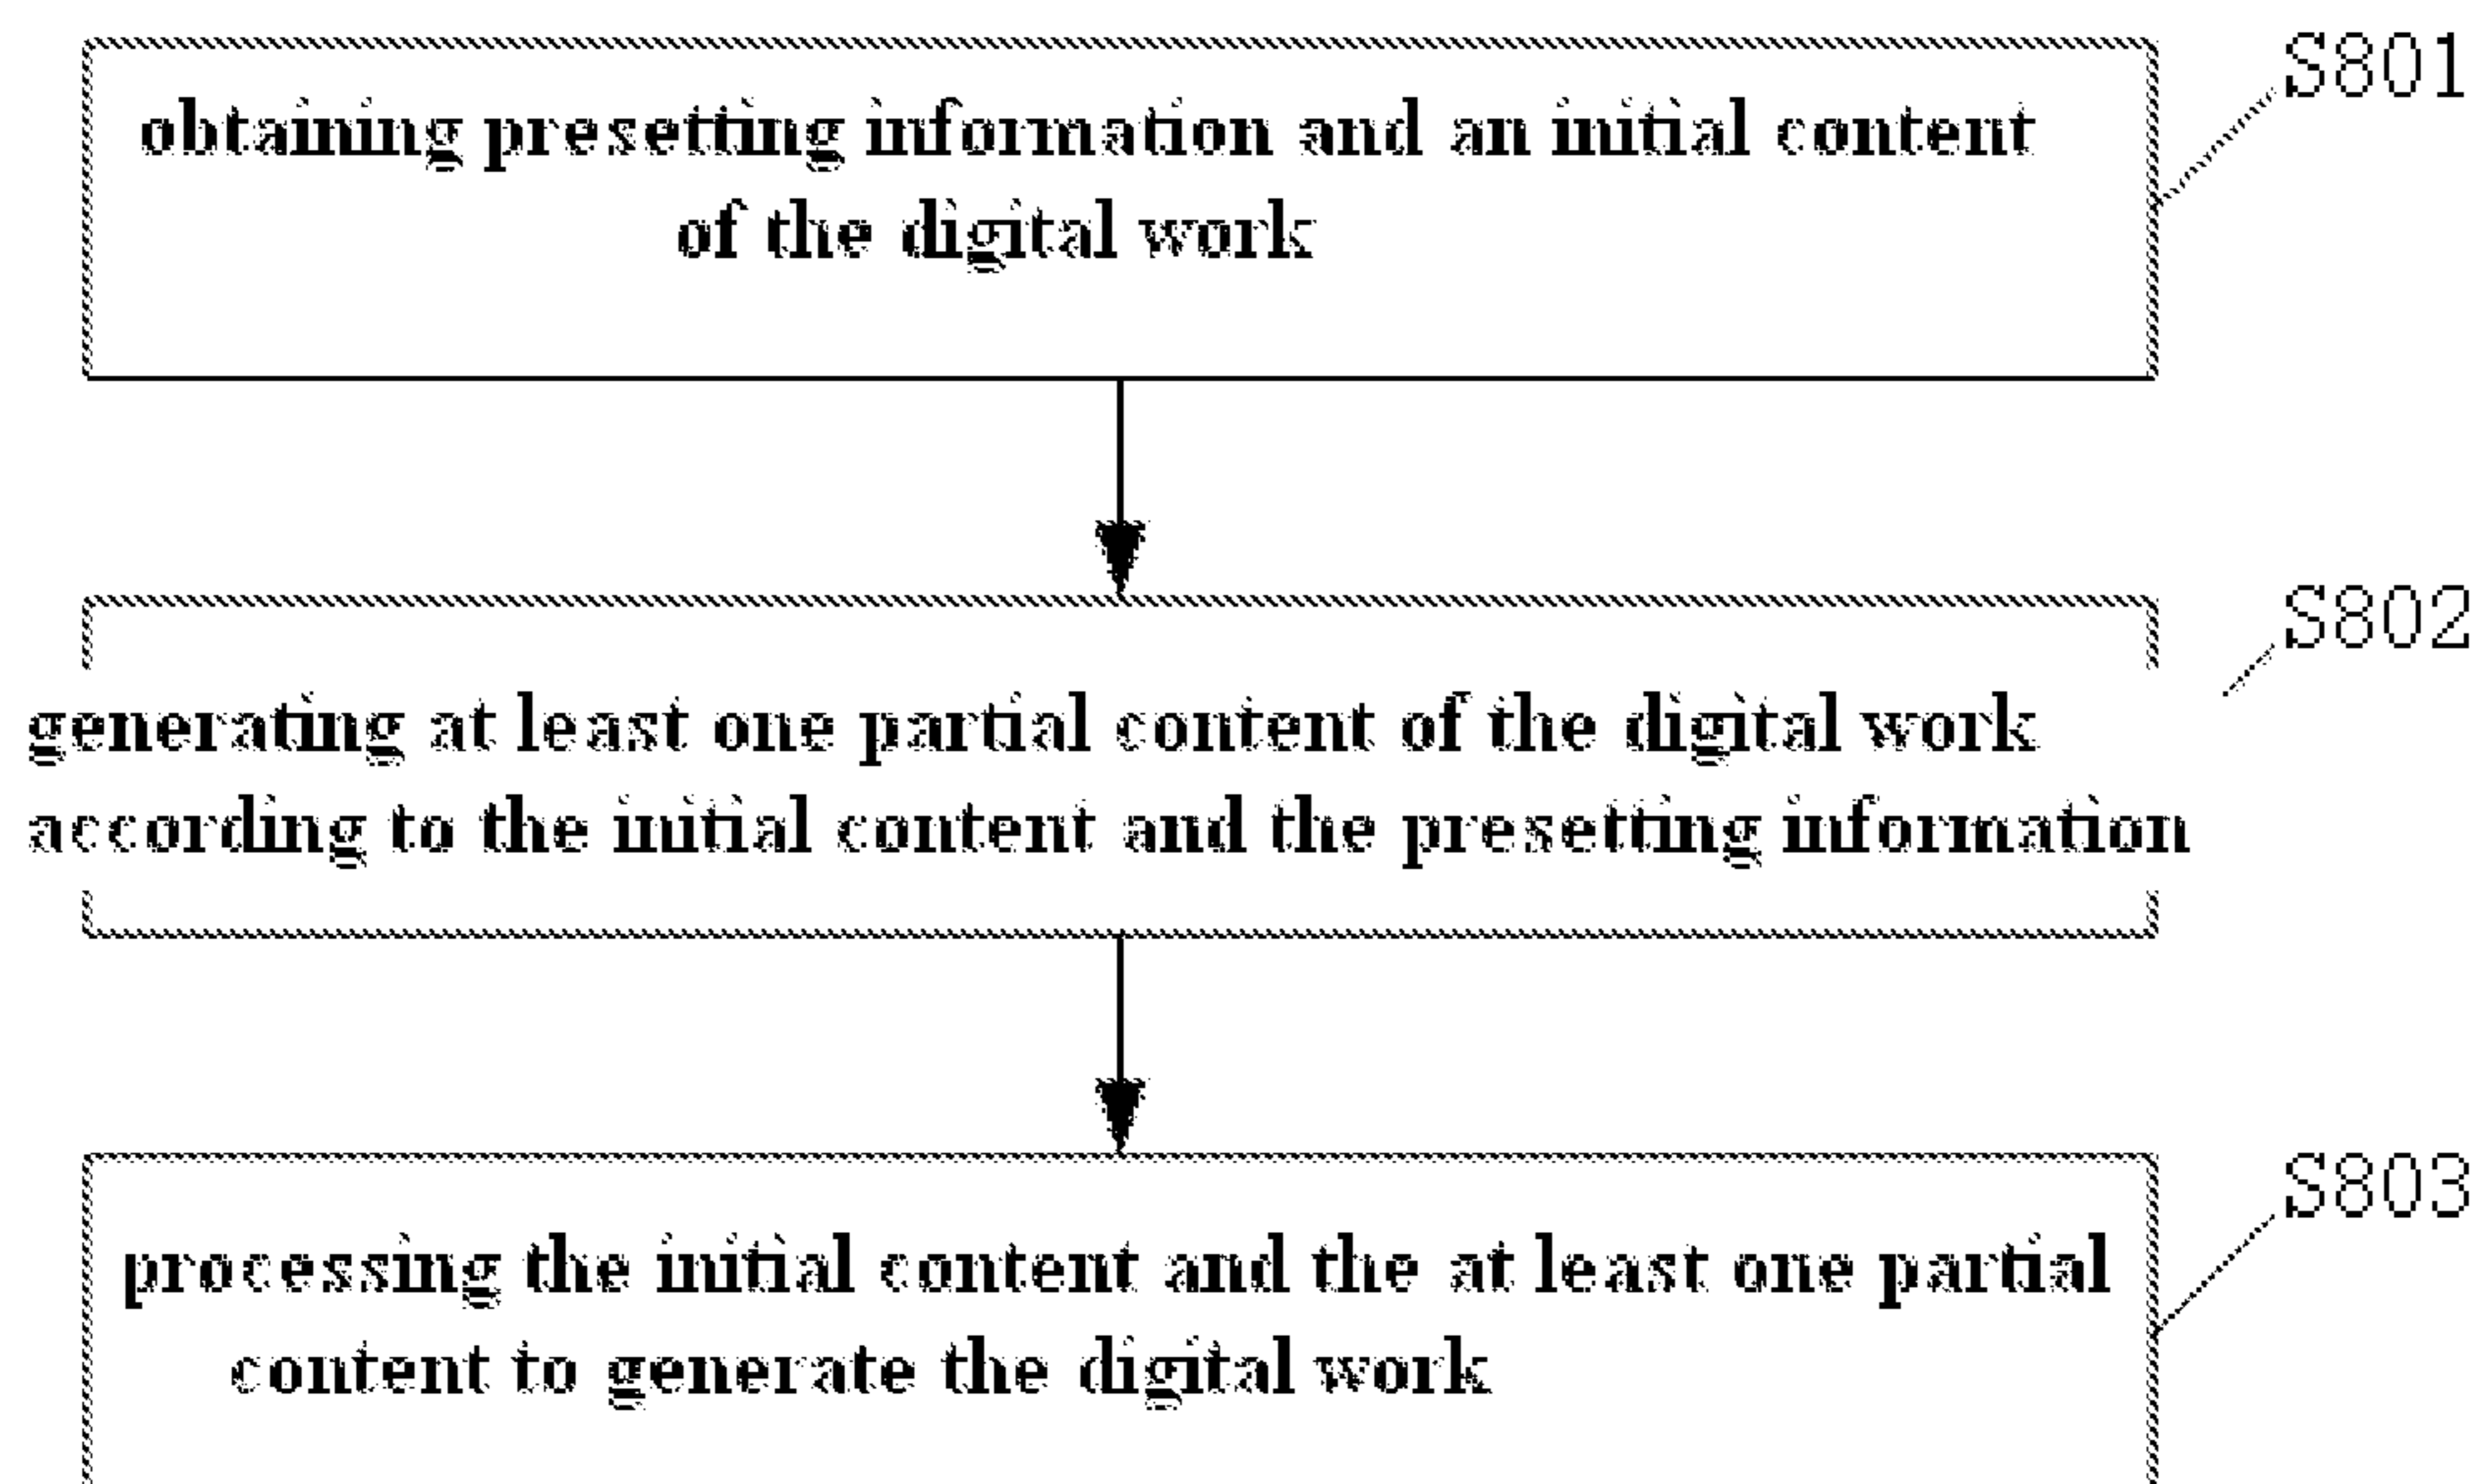 S801
obtaining presetting information and an initial content
of the digital work
S802
generating at least one partial content of the digital work
according to the initial content and the presetting information
S803
processing the initial content and the at least one partial
content to generate the digital work